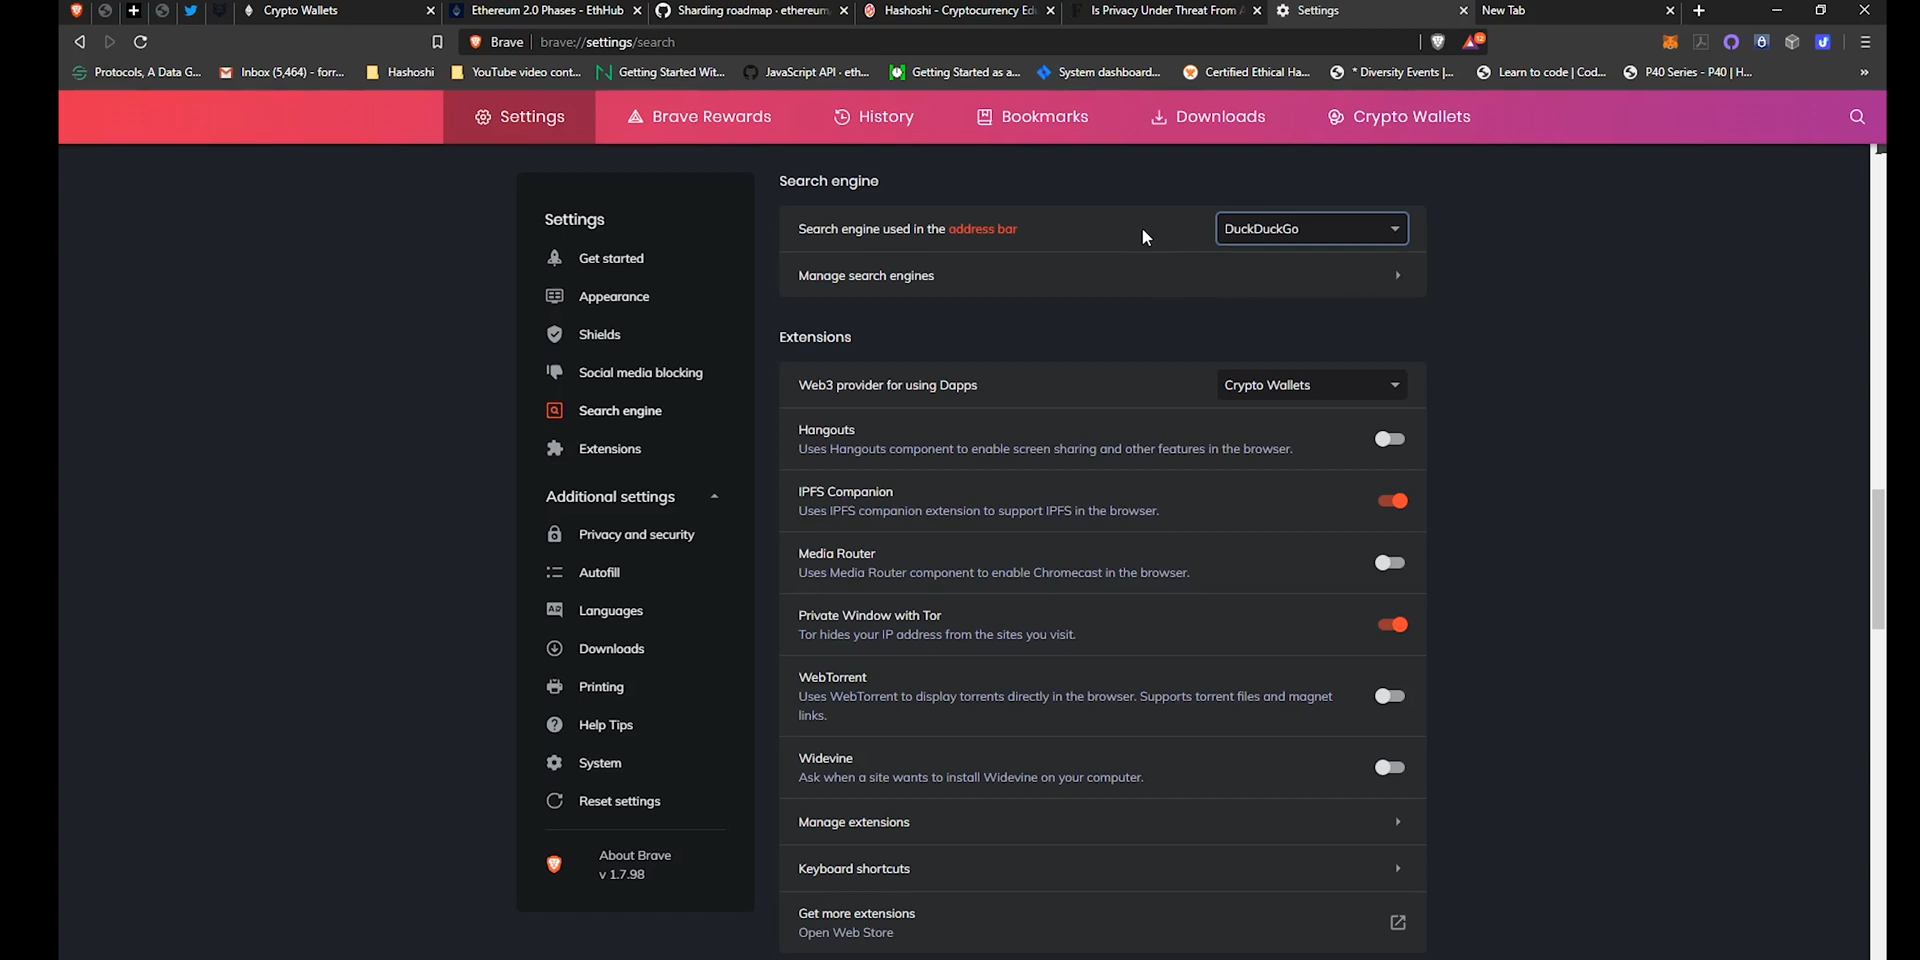 Crypto Wallets
Ethereum 2.0 Phases - EthHub
Sharding roadmap · ethereum
Hashoshi - Cryptocurrency Ed
Is Privacy Under Threat From
Settings
New Tab
Brave
brave://settings/search
12
Protocols, A Data G...
Inbox (5,464) - forr...
Hashoshi
YouTube video cont...
Getting Started Wit...
JavaScript API · eth...
Getting Started as a...
System dashboard...
Certified Ethical Ha...
* Diversity Events |...
Learn to code | Cod...
P40 Series - P40 | H...
»
Settings
Brave Rewards
History
Bookmarks
Downloads
Crypto Wallets
Settings
Get started
Appearance
Shields
Social media blocking
Search engine
Extensions
Additional settings
Privacy and security
Autofill
Languages
Downloads
Printing
Help Tips
System
Reset settings
About Brave
v 1.7.98
Search engine
Search engine used in the address bar
DuckDuckGo
Manage search engines
Extensions
Web3 provider for using Dapps
Crypto Wallets
Hangouts
Uses Hangouts component to enable screen sharing and other features in the browser.
IPFS Companion
Uses IPFS companion extension to support IPFS in the browser.
Media Router
Uses Media Router component to enable Chromecast in the browser.
Private Window with Tor
Tor hides your IP address from the sites you visit.
WebTorrent
Uses WebTorrent to display torrents directly in the browser. Supports torrent files and magnet
links.
Widevine
Ask when a site wants to install Widevine on your computer.
Manage extensions
Keyboard shortcuts
Get more extensions
Open Web Store